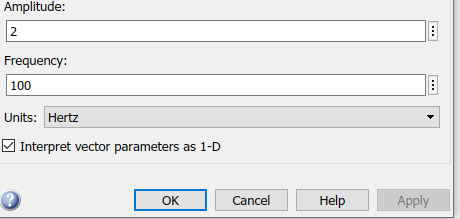 Amplitude:
2
Frequency:
100
Units: Hertz
Interpret vector parameters as 1-D
? OK Cancel Help Apply